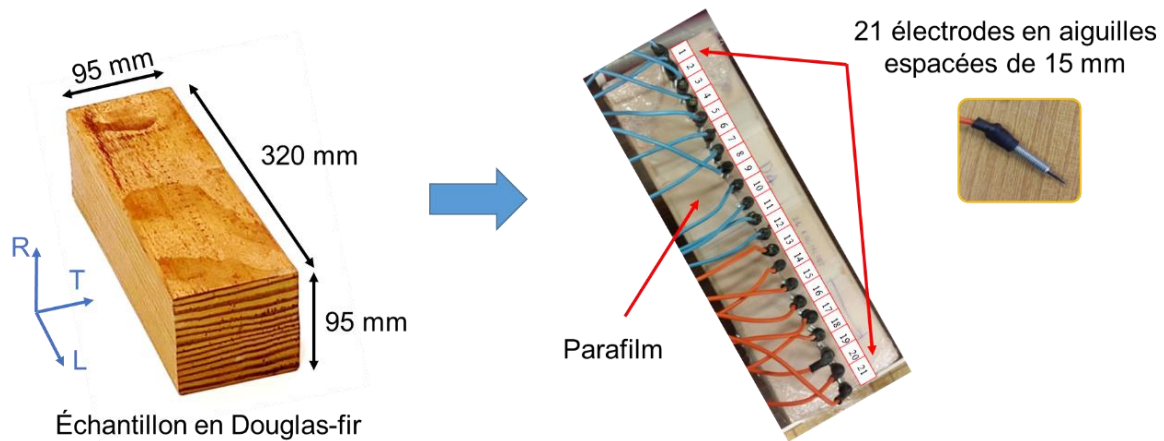 95 mm
320 mm
R
T
L
95 mm
Échantillon en Douglas-fir
21 électrodes en aiguilles
espacées de 15 mm
Parafilm
1
2
3
4
5
6
7
8
9
10
11
12
13
14
15
16
17
18
19
20
21